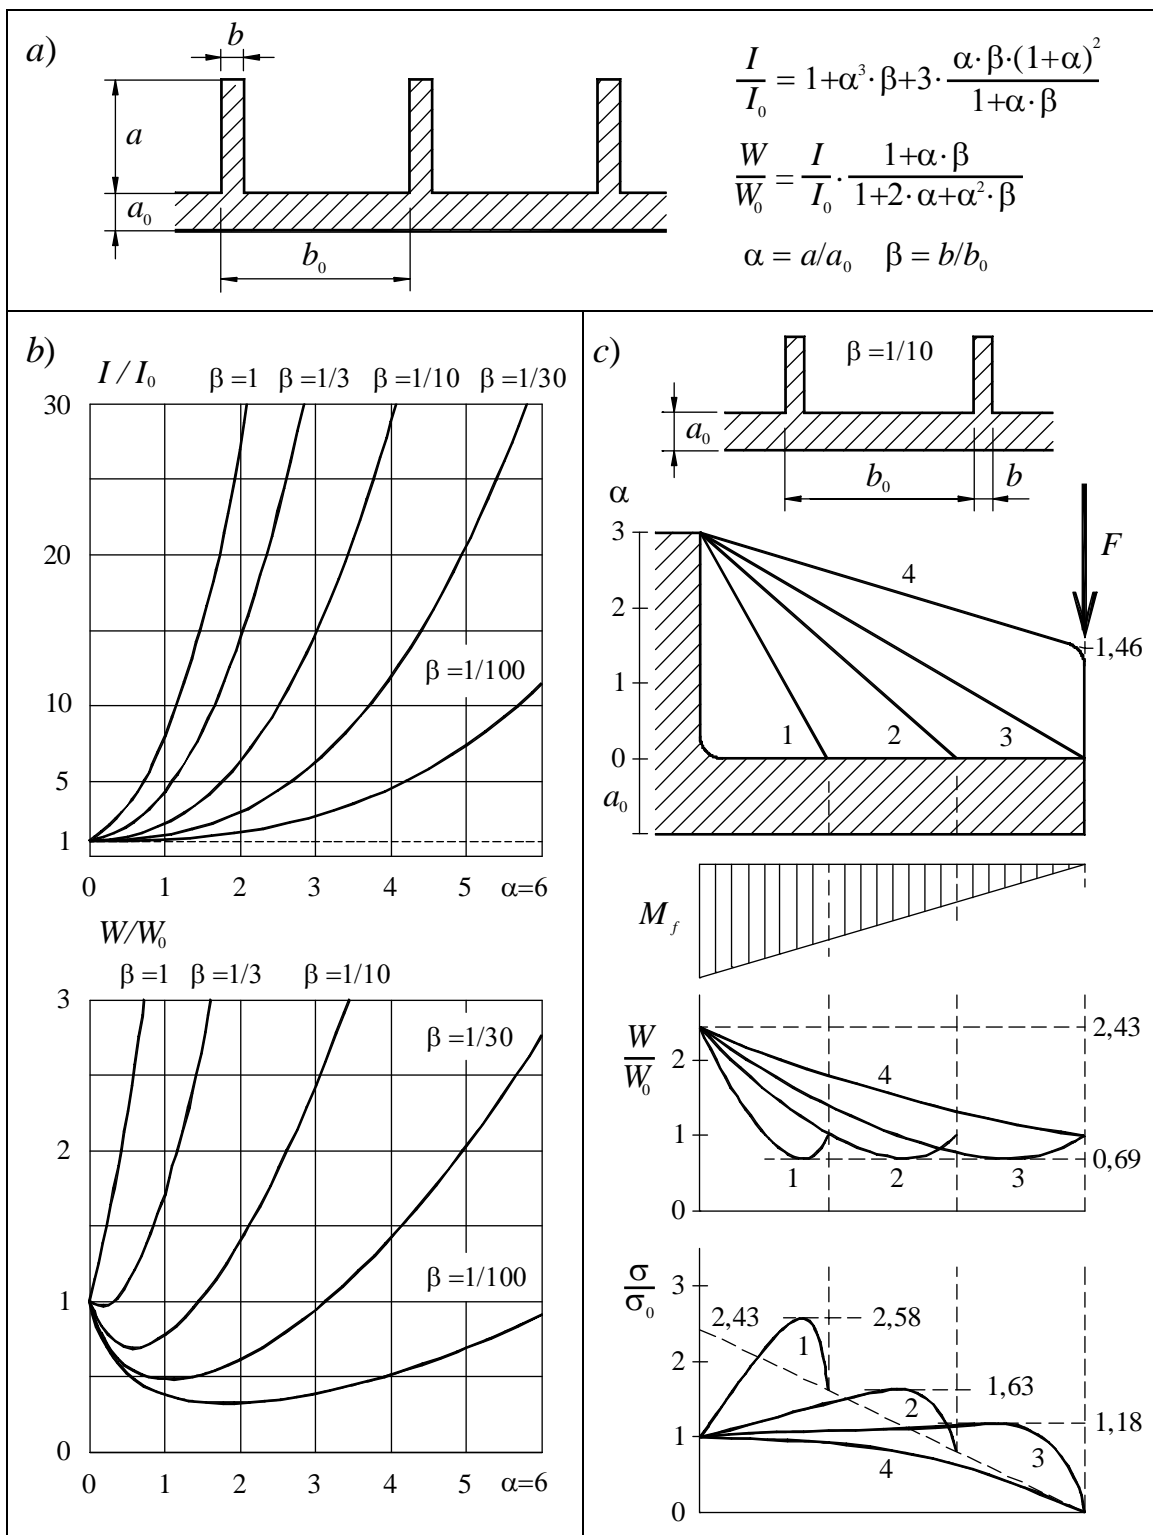 a)
b
a
a₀
b₀
I/I₀ = 1+α³·β+3·α·β·(1+α)²/1+α·β
W/W₀ = I/I₀ · 1+α·β/1+2·α+α²·β
α = a/a₀ β = b/b₀
b)
I / I₀
β =1 β =1/3 β =1/10 β =1/30
30
20
β =1/100
10
5
1
0 1 2 3 4 5 α=6
W/W₀
β =1 β =1/3 β =1/10
3
β =1/30
2
β =1/100
1
0
0 1 2 3 4 5 α=6
c)
β =1/10
a₀
b₀ b
α
3
F
4
2
1,46
1
1 2 3
0
a₀
M f
W/W₀
2,43
2
4
1
0,69
1 2 3
0
σ/σ₀
3
2,43 2,58
1
2
1,63
2
1,18
1
3
4
0